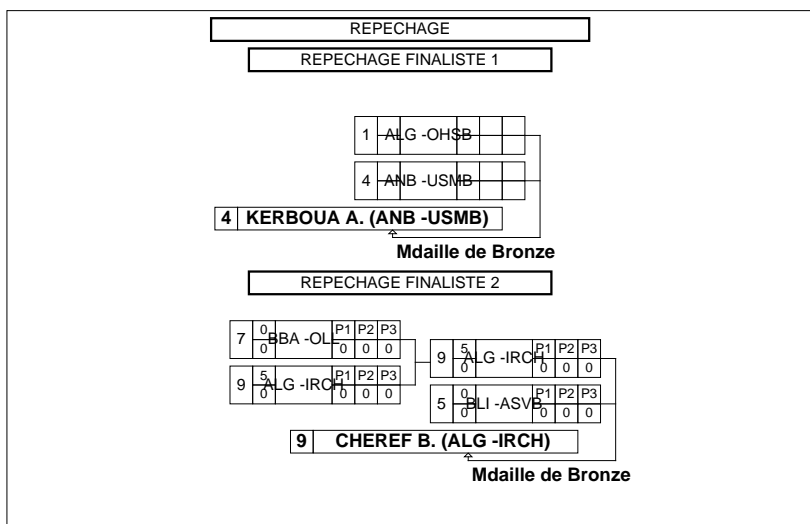 REPECHAGE
REPECHAGE FINALISTE 1
1 ALG -OHSB
4 ANB -USMB
4 KERBOUA A. (ANB -USMB)
Mdaille de Bronze
REPECHAGE FINALISTE 2
7 0 BBA -OLL P1 P2 P3
0 0 0 0
9 5 ALG -IRCH P1 P2 P3
0 0 0 0
9 5 ALG -IRCH P1 P2 P3
0 0 0 0
5 0 BLI -ASVB P1 P2 P3
0 0 0 0
9 CHEREF B. (ALG -IRCH)
Mdaille de Bronze